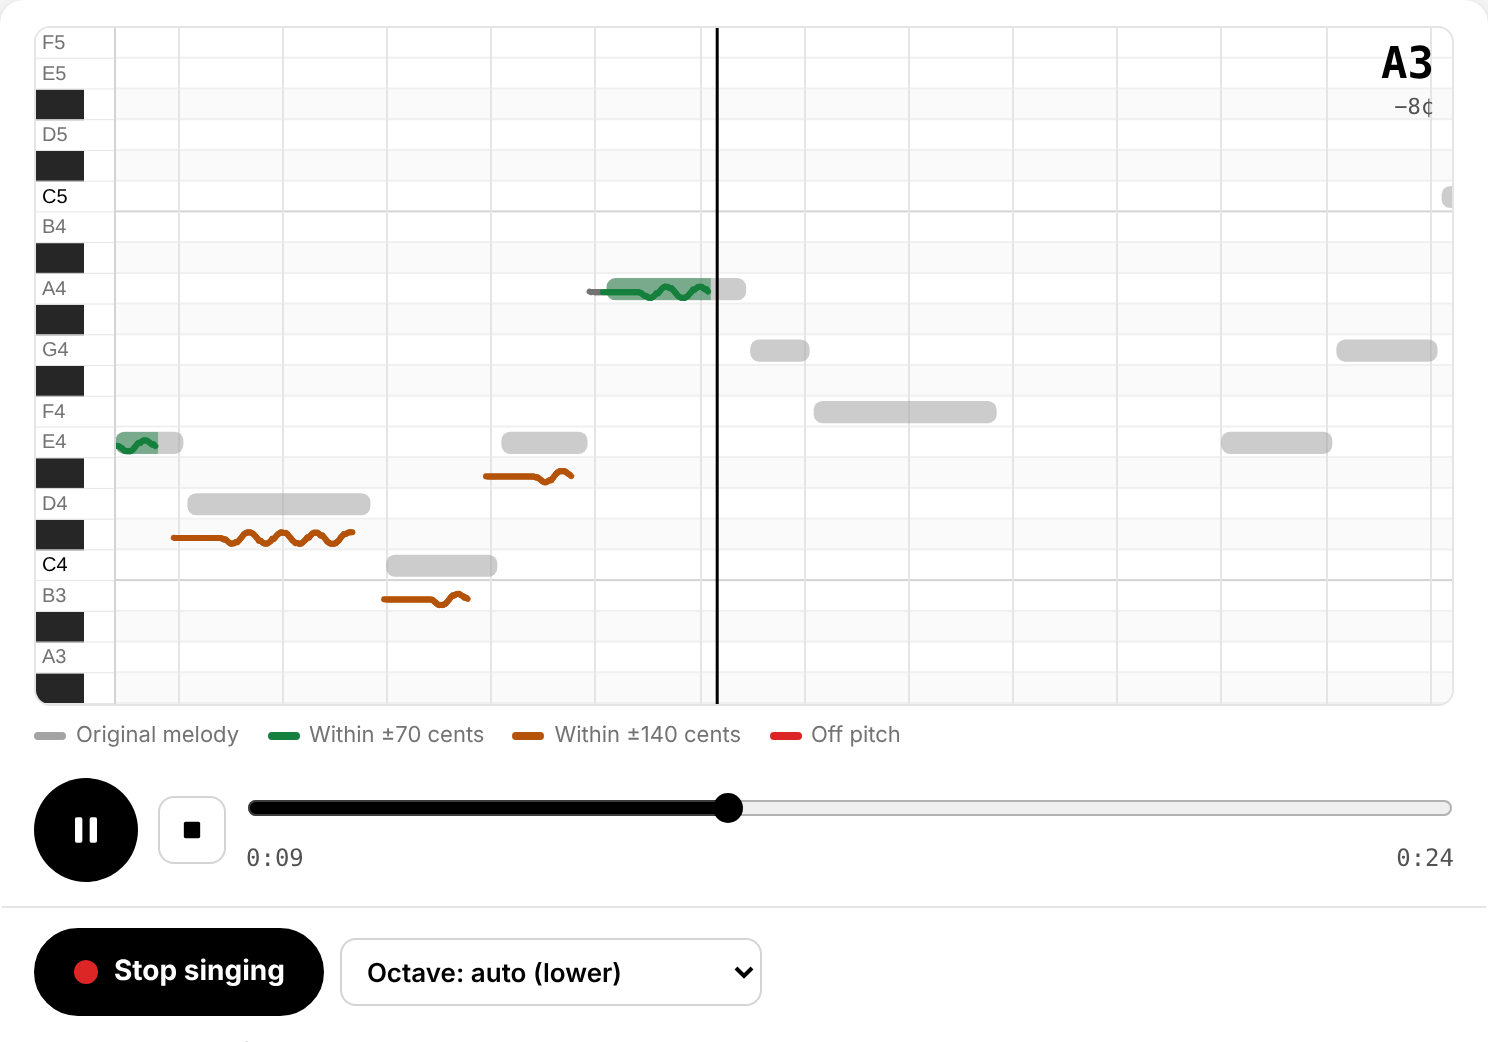 F5
A3
E5
−8¢
D5
C5
B4
A4
G4
F4
E4
D4
C4
B3
A3
Original melody Within ±70 cents Within ±140 cents Off pitch
0:09 0:24
Stop singing Octave: auto (lower)